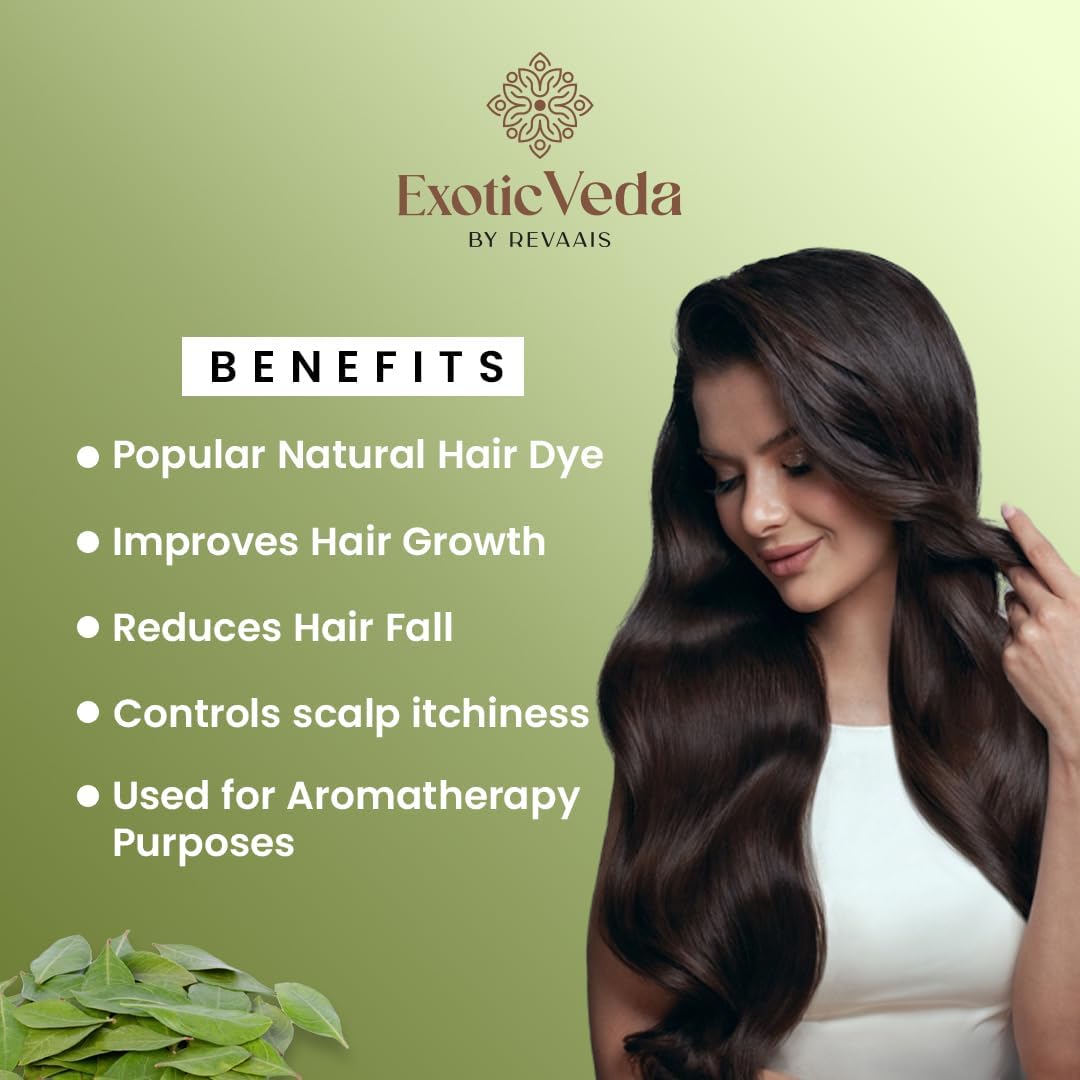 ExoticVeda
BY REVAAIS
BENEFITS
Popular Natural Hair Dye
Improves Hair Growth
Reduces Hair Fall
Controls scalp itchiness
Used for Aromatherapy
Purposes